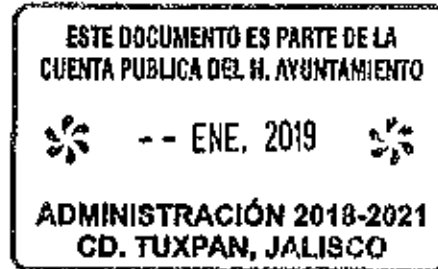 ESTE DOCUMENTO ES PARTE DE LA
CUENTA PUBLICA DEL H. AYUNTAMIENTO
-- ENE. 2019
ADMINISTRACIÓN 2018-2021
CD. TUXPAN, JALISCO